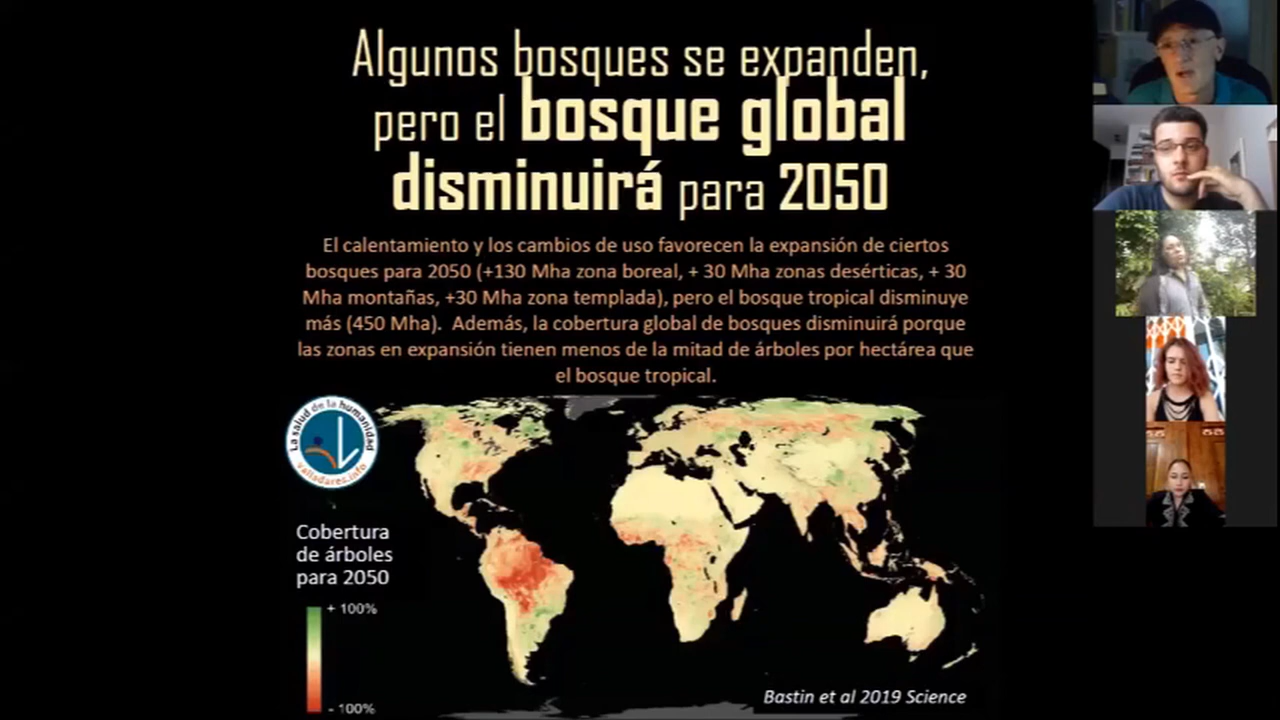 Algunos bosques se expanden,
pero el bosque global
disminuirá para 2050
El calentamiento y los cambios de uso favorecen la expansión de ciertos
bosques para 2050 (+130 Mha zona boreal, + 30 Mha zonas desérticas, + 30
Mha montañas, +30 Mha zona templada), pero el bosque tropical disminuye
más (450 Mha). Además, la cobertura global de bosques disminuirá porque
las zonas en expansión tienen menos de la mitad de árboles por hectárea que
el bosque tropical.
La salud de la humanidad
valladares.info
Cobertura
de árboles
para 2050
+ 100%
- 100%
Bastin et al 2019 Science